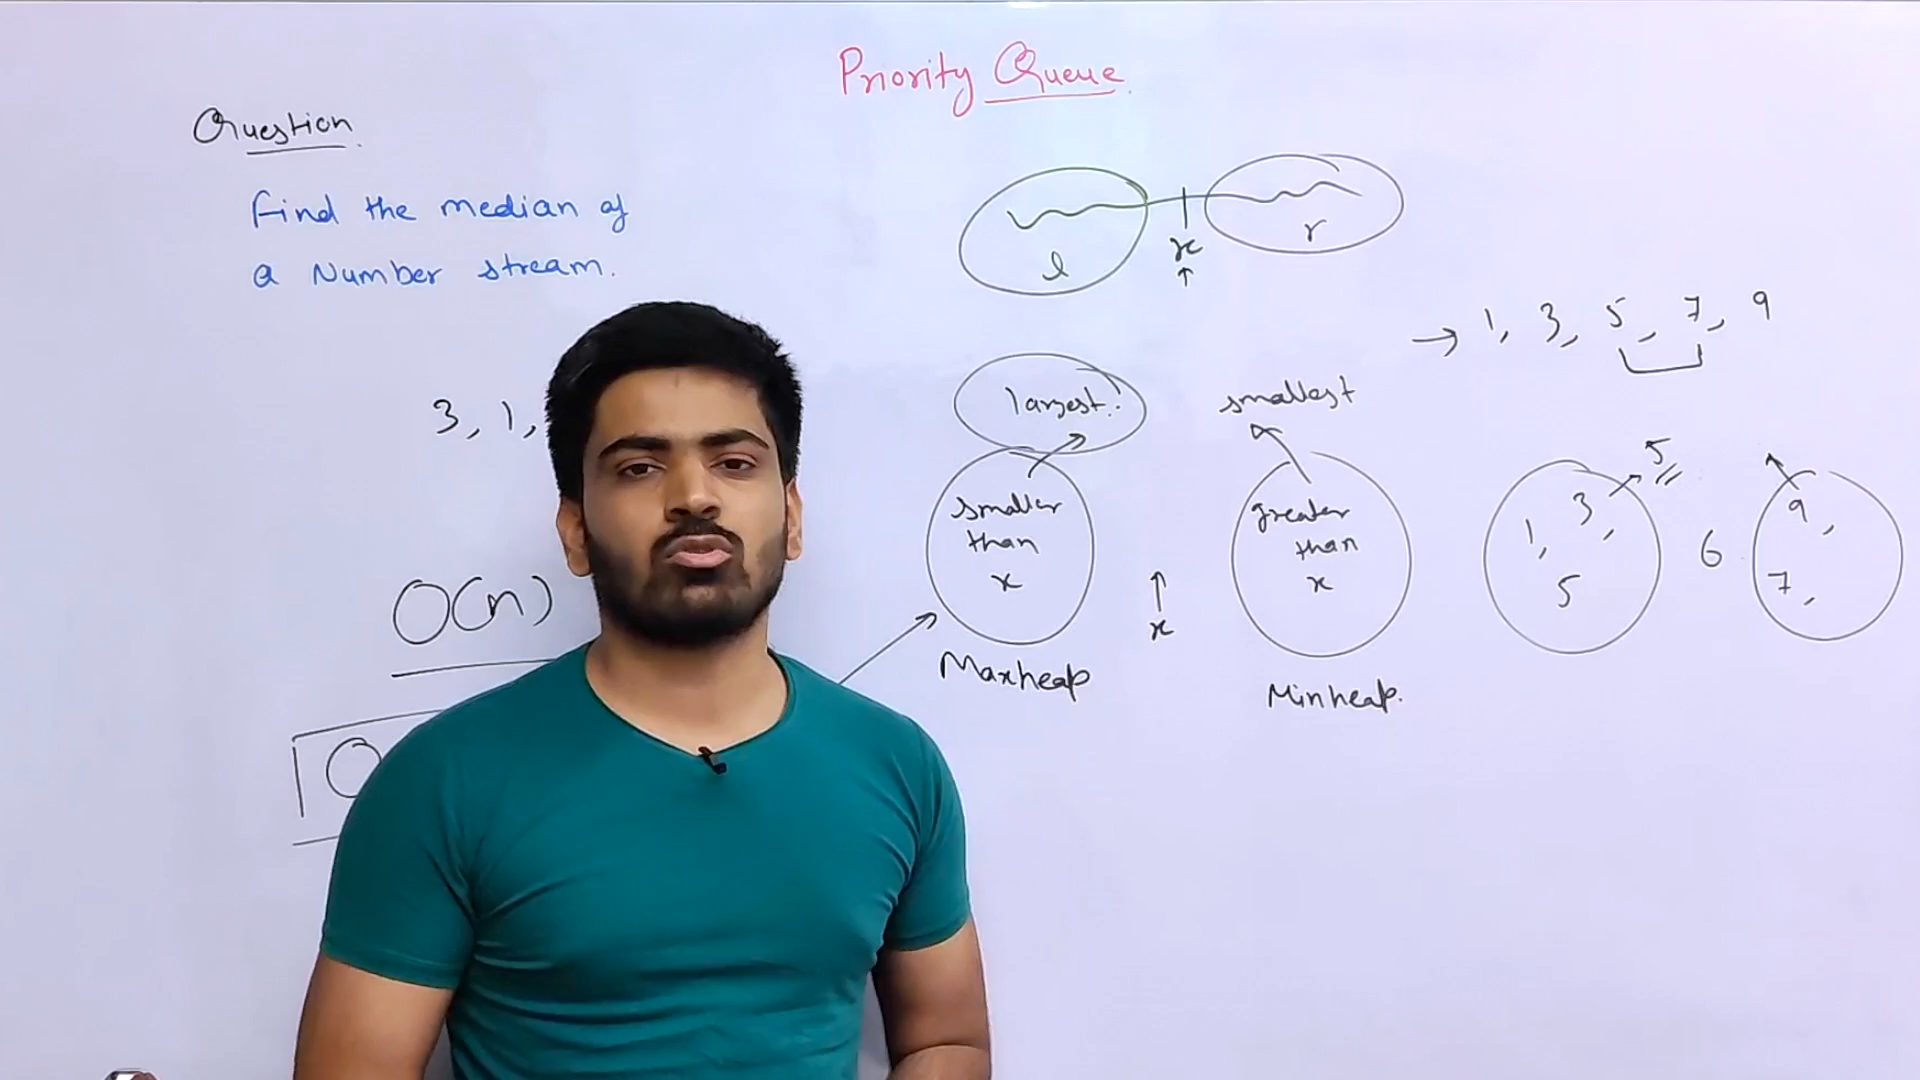 Priority Queue
Question
Find the median of
a Number stream.
l
x
r
→ 1, 3, 5, 7, 9
3, 1,
largest.
smallest
smaller
than
x
greater
than
x
5
1, 3,
5
6
9,
7,
O(n)
x
Maxheap
Minheap.
O